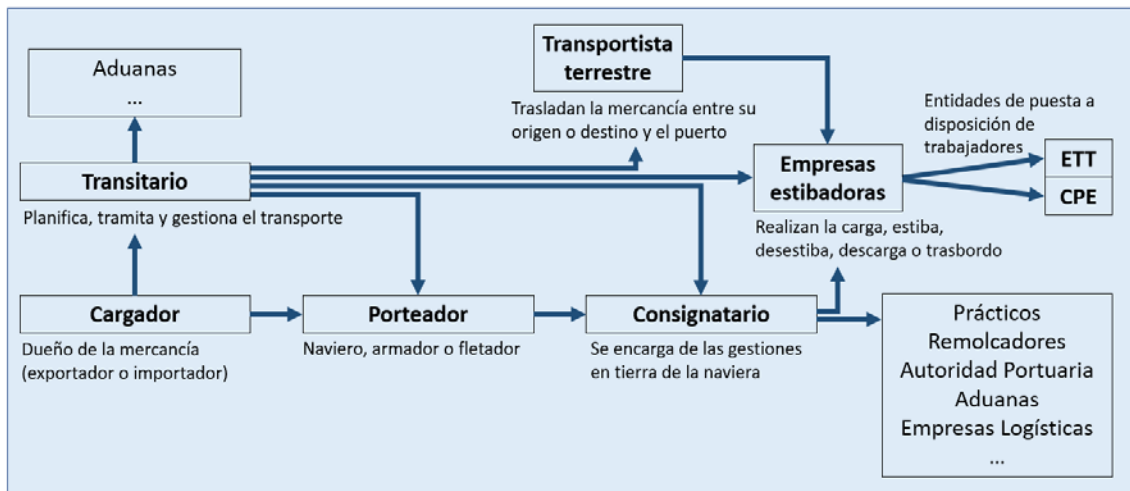 Aduanas
...
Transportista
terrestre
Trasladan la mercancía entre su
origen o destino y el puerto
Entidades de puesta a
disposición de
trabajadores
ETT
CPE
Transitario
Planifica, tramita y gestiona el transporte
Empresas
estibadoras
Realizan la carga, estiba,
desestiba, descarga o trasbordo
Cargador
Dueño de la mercancía
(exportador o importador)
Porteador
Naviero, armador o fletador
Consignatario
Se encarga de las gestiones
en tierra de la naviera
Prácticos
Remolcadores
Autoridad Portuaria
Aduanas
Empresas Logísticas
...